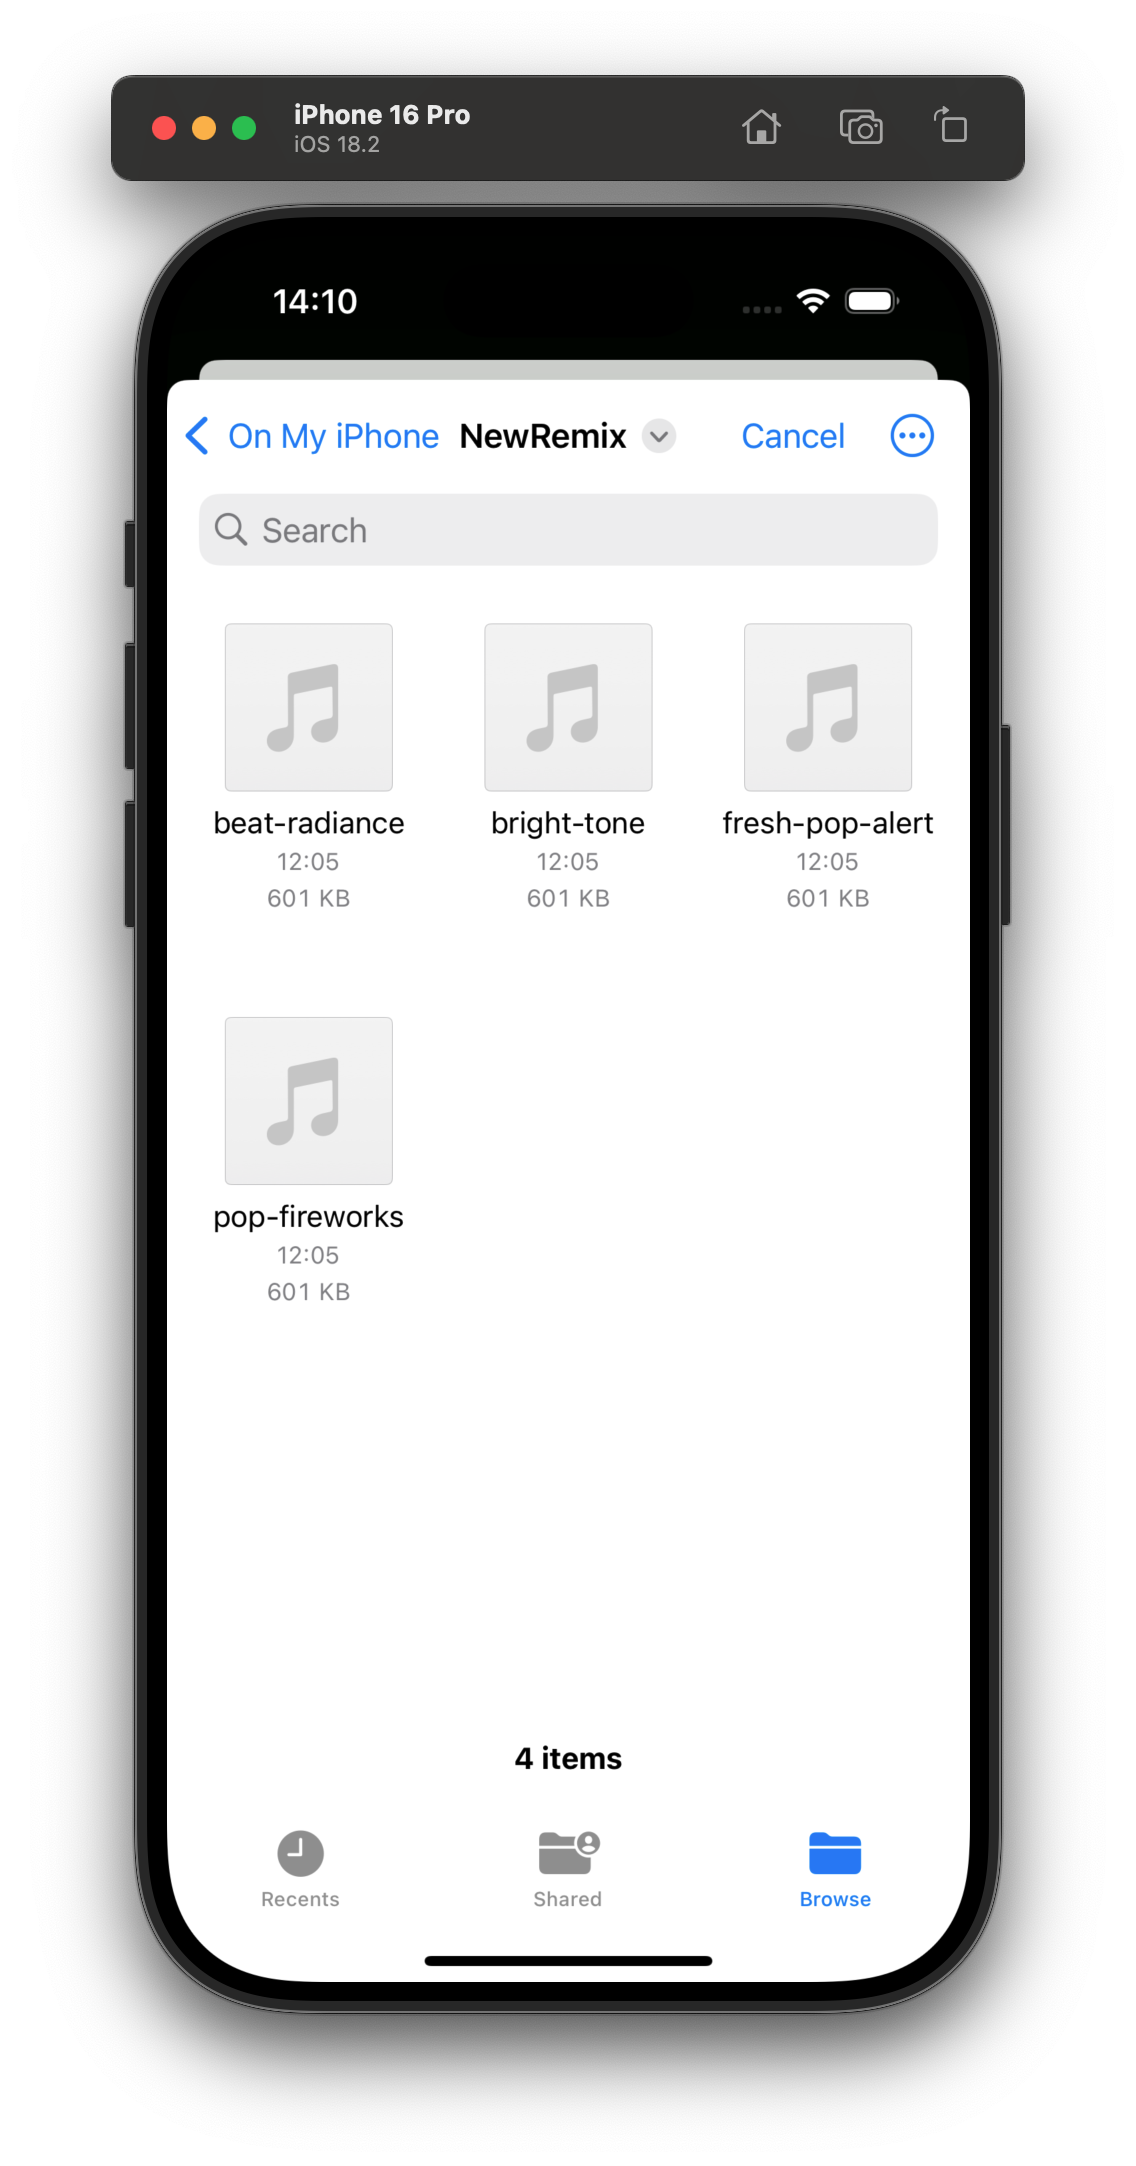 iPhone 16 Pro
iOS 18.2
14:10
On My iPhone NewRemix Cancel
Search
beat-radiance bright-tone fresh-pop-alert
12:05 12:05 12:05
601 KB 601 KB 601 KB
pop-fireworks
12:05
601 KB
4 items
Recents Shared Browse